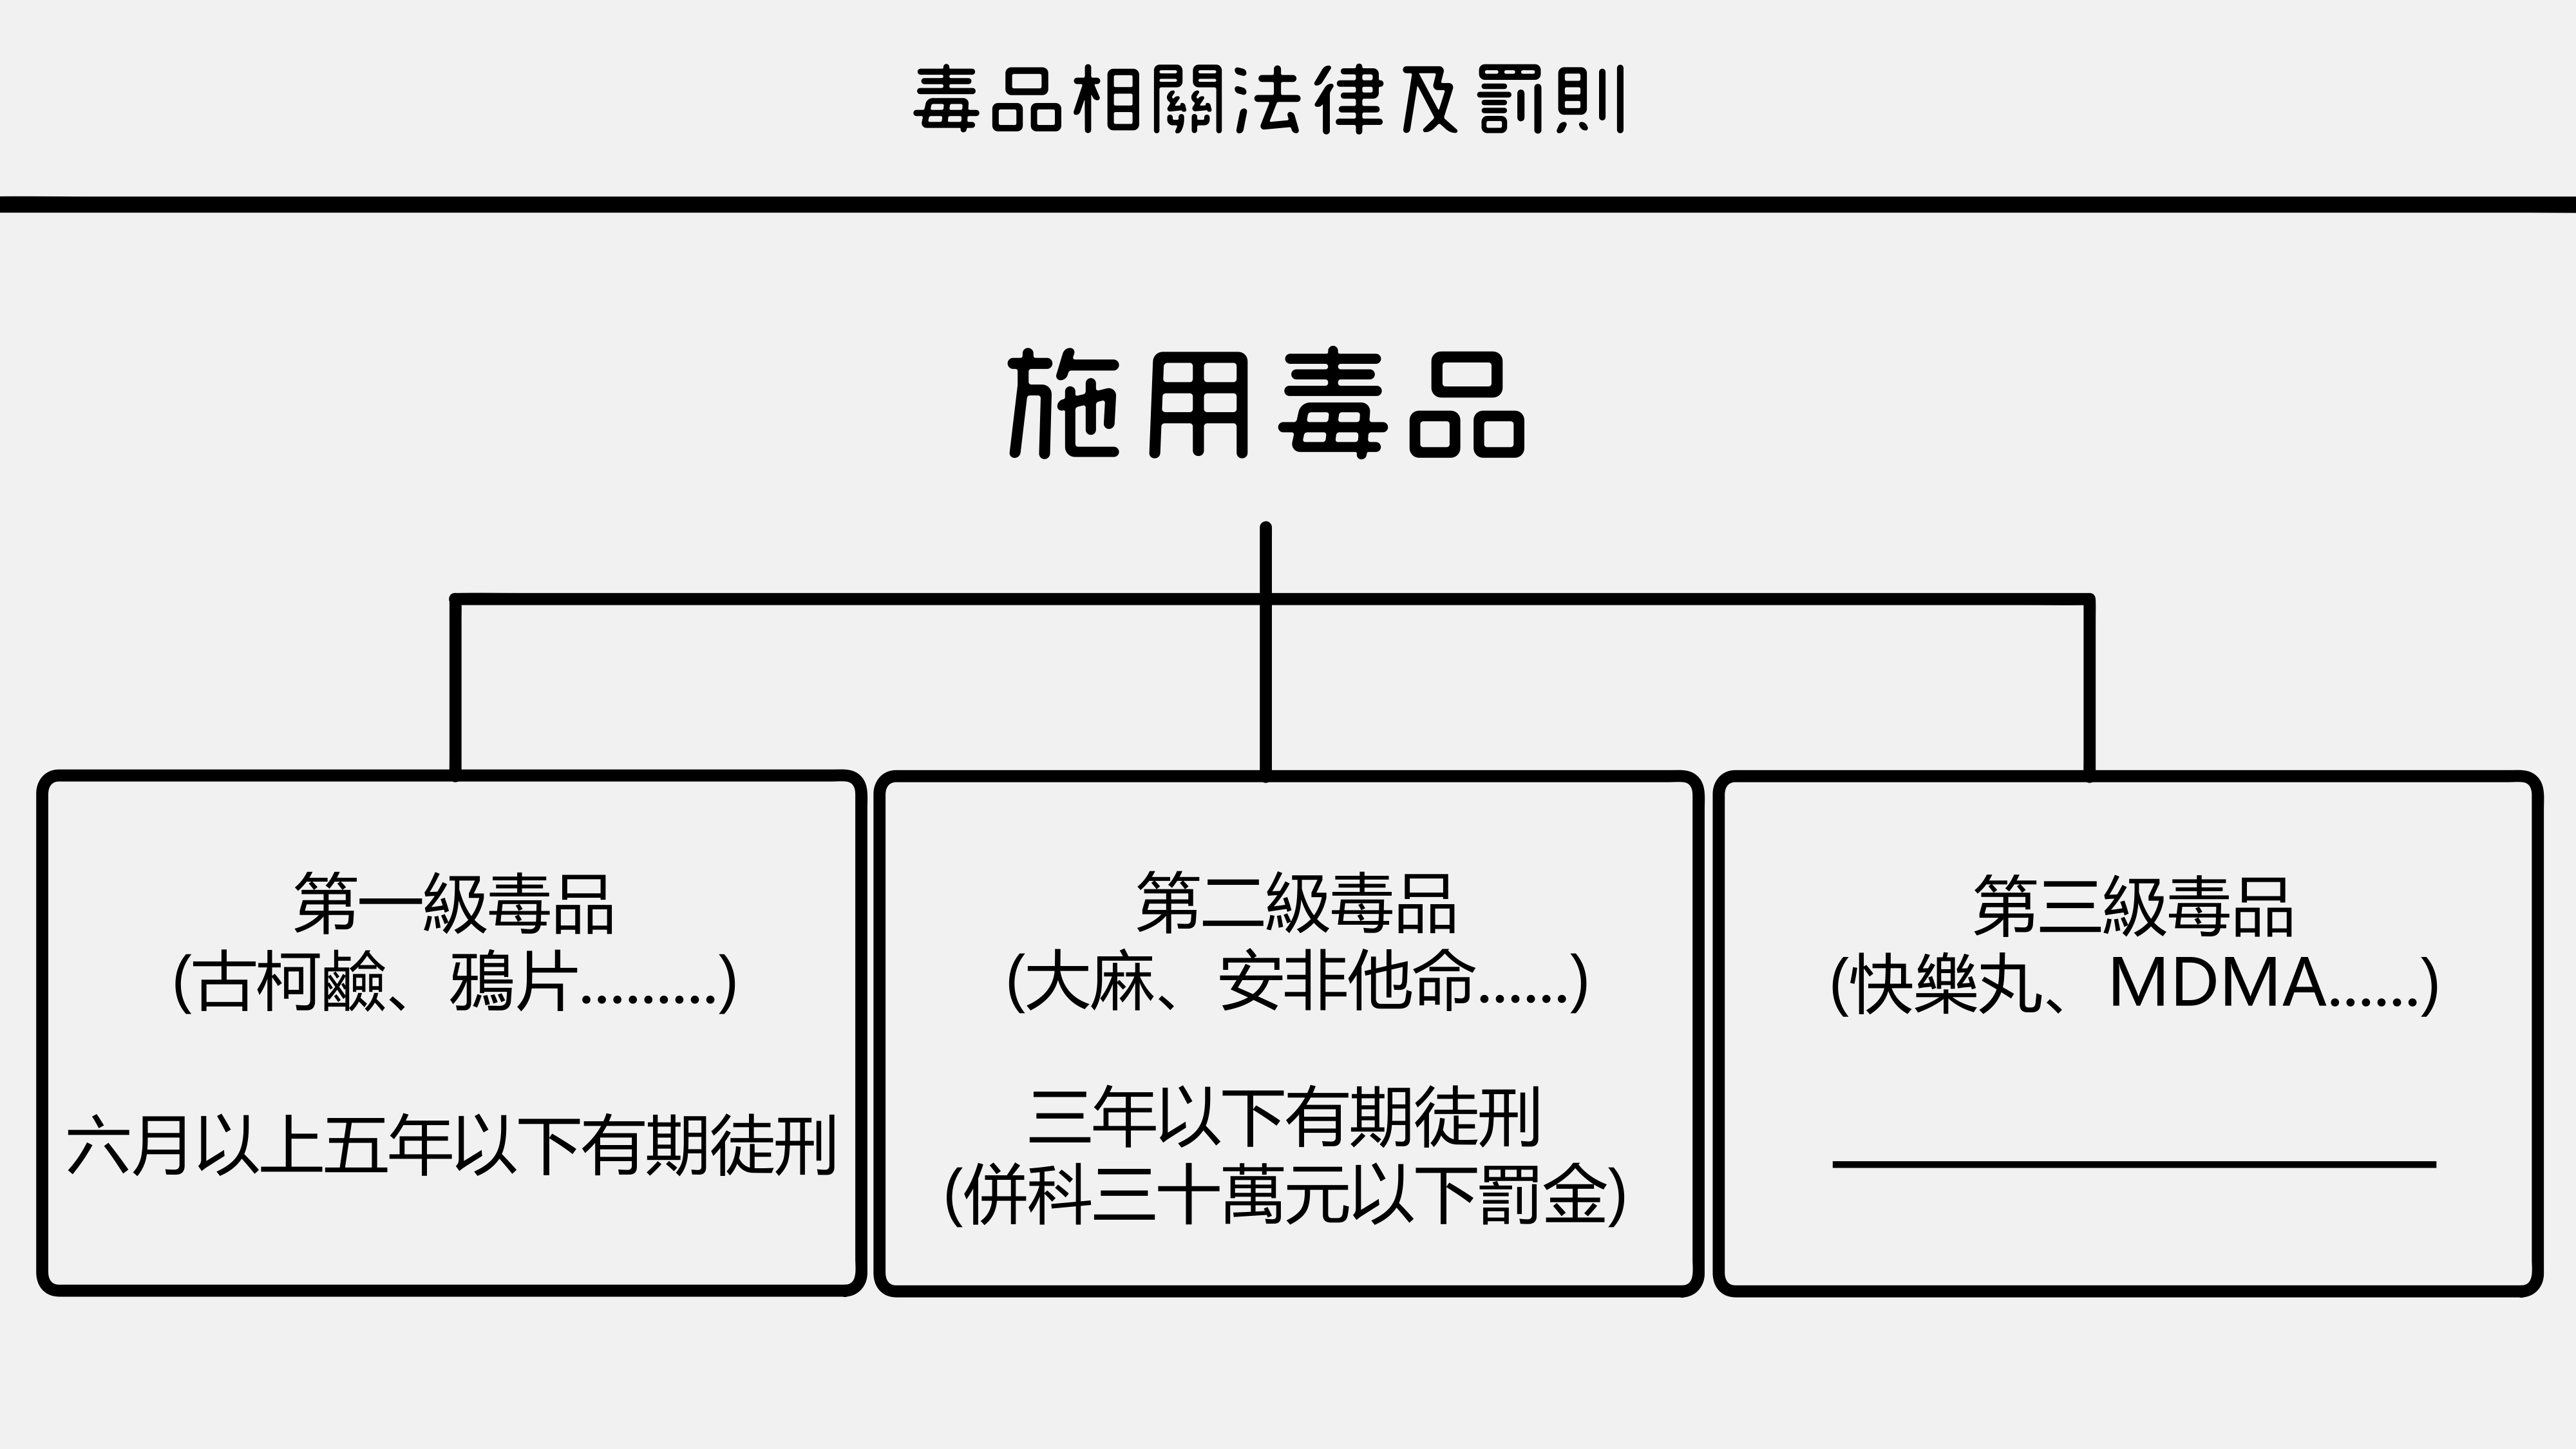 毒品相關法律及罰則
施用毒品
第一級毒品
(古柯鹼、鴉片.........)
六月以上五年以下有期徒刑
第二級毒品
(大麻、安非他命......)
三年以下有期徒刑
(併科三十萬元以下罰金)
第三級毒品
(快樂丸、MDMA......)